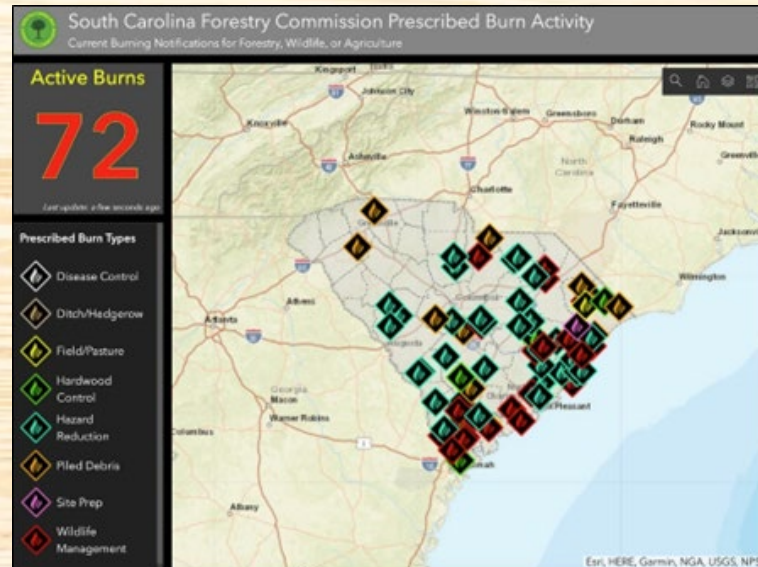 South Carolina Forestry Commission Prescribed Burn Activity
Current Burning Notifications for Forestry, Wildlife, or Agriculture
Active Burns
72
Last update: a few seconds ago
Prescribed Burn Types
Disease Control
Ditch/Hedgerow
Field/Pasture
Hardwood
Control
Hazard
Reduction
Piled Debris
Site Prep
Wildlife
Management
Kingsport
Johnson City
Knoxville
Winston-Salem
Greensboro
Durham
Rocky Mount
Raleigh
Greenville
Asheville
North
Carolina
Charlotte
Fayetteville
Jacksonvil
Wilmington
Athens
Atlanta
Georgia
Macon
Warner Robins
Columbus
Pleasant
Albany
Esri, HERE, Garmin, NGA, USGS, NPS